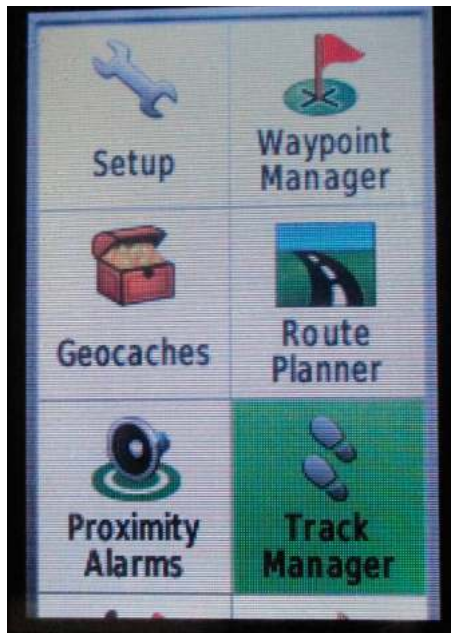 Setup
Waypoint
Manager
Geocaches
Route
Planner
Proximity
Alarms
Track
Manager